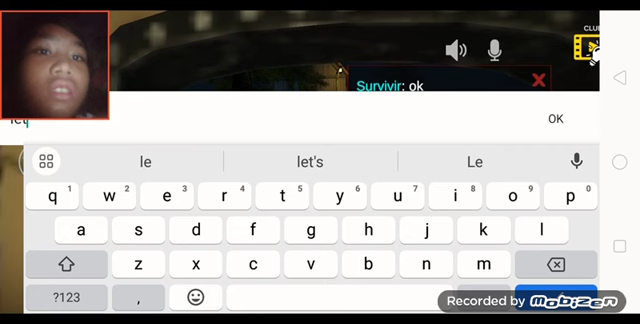 CLUB
Survivir: ok
let
OK
le let's Le
q 1 w 2 e 3 r 4 t 5 y 6 u 7 i 8 o 9 p 0
a s d f g h j k l
z x c v b n m
?123 ,
Recorded by Mobizen